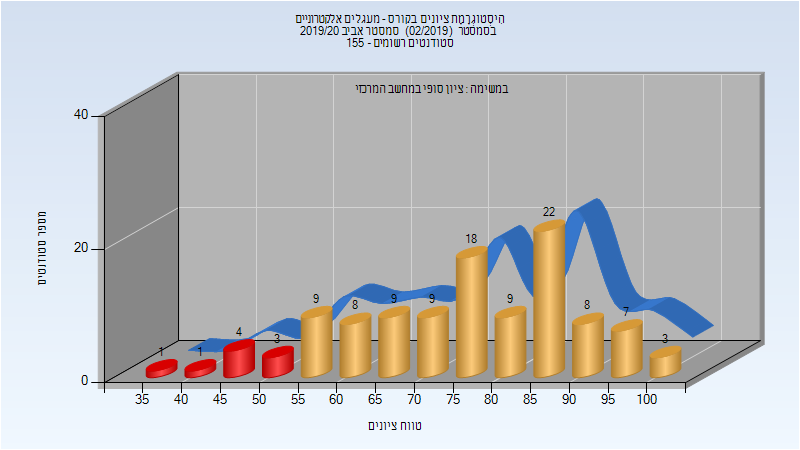 היסטוגרמת ציונים בקורס - מעגלים אלקטרוניים
בסמסטר (02/2019) סמסטר אביב 2019/20
סטודנטים רשומים - 155
במשימה : ציון סופי במחשב המרכזי
מספר סטודנטים
40
20
0
1 1 4 3 9 8 9 9 18 9 22 8 7 3
35 40 45 50 55 60 65 70 75 80 85 90 95 100
טווח ציונים